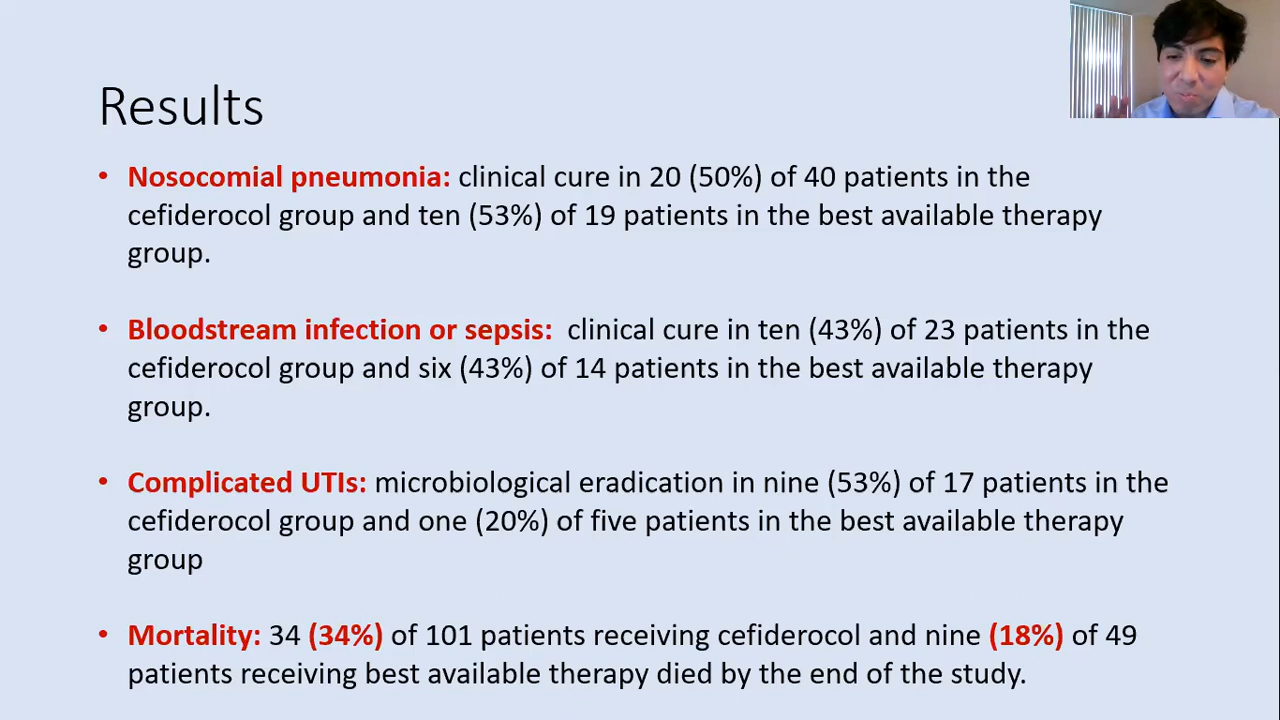 Results
• Nosocomial pneumonia: clinical cure in 20 (50%) of 40 patients in the
cefiderocol group and ten (53%) of 19 patients in the best available therapy
group.
• Bloodstream infection or sepsis:  clinical cure in ten (43%) of 23 patients in the
cefiderocol group and six (43%) of 14 patients in the best available therapy
group.
• Complicated UTIs: microbiological eradication in nine (53%) of 17 patients in the
cefiderocol group and one (20%) of five patients in the best available therapy
group
• Mortality: 34 (34%) of 101 patients receiving cefiderocol and nine (18%) of 49
patients receiving best available therapy died by the end of the study.